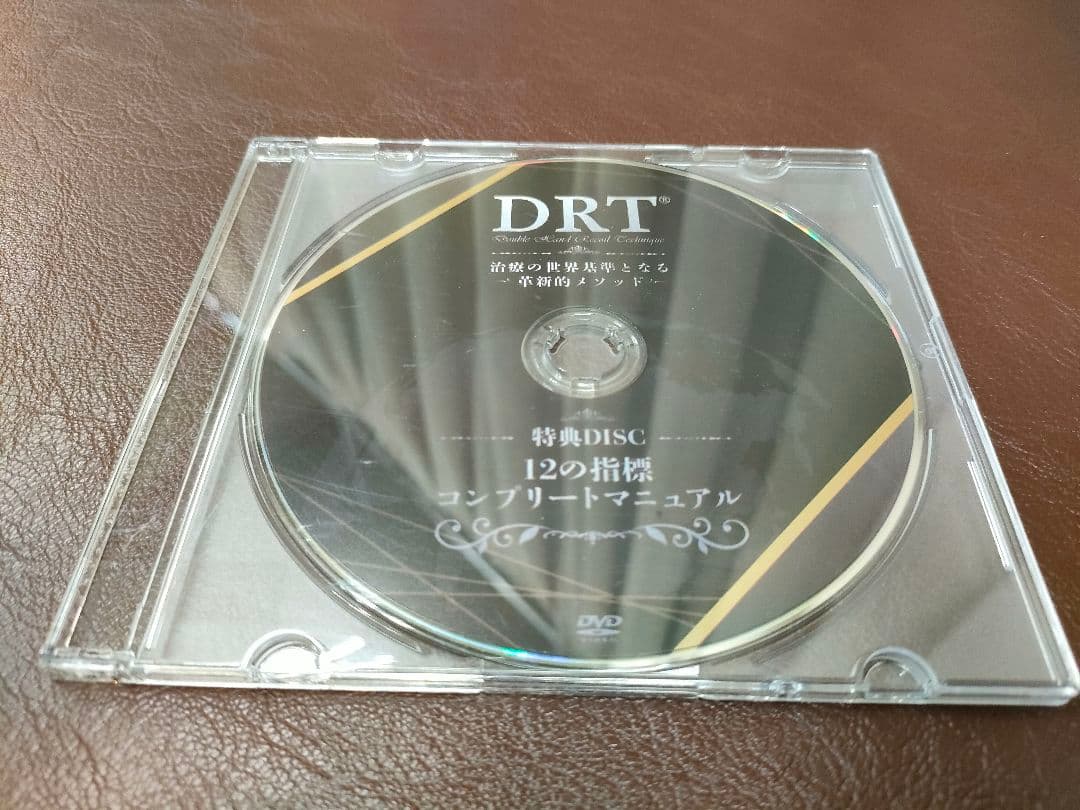 DRT®
Double Hand Recoil Technique
治療の世界基準となる
革新的メソッド
特典DISC
12の指標
コンプリートマニュアル
DVD